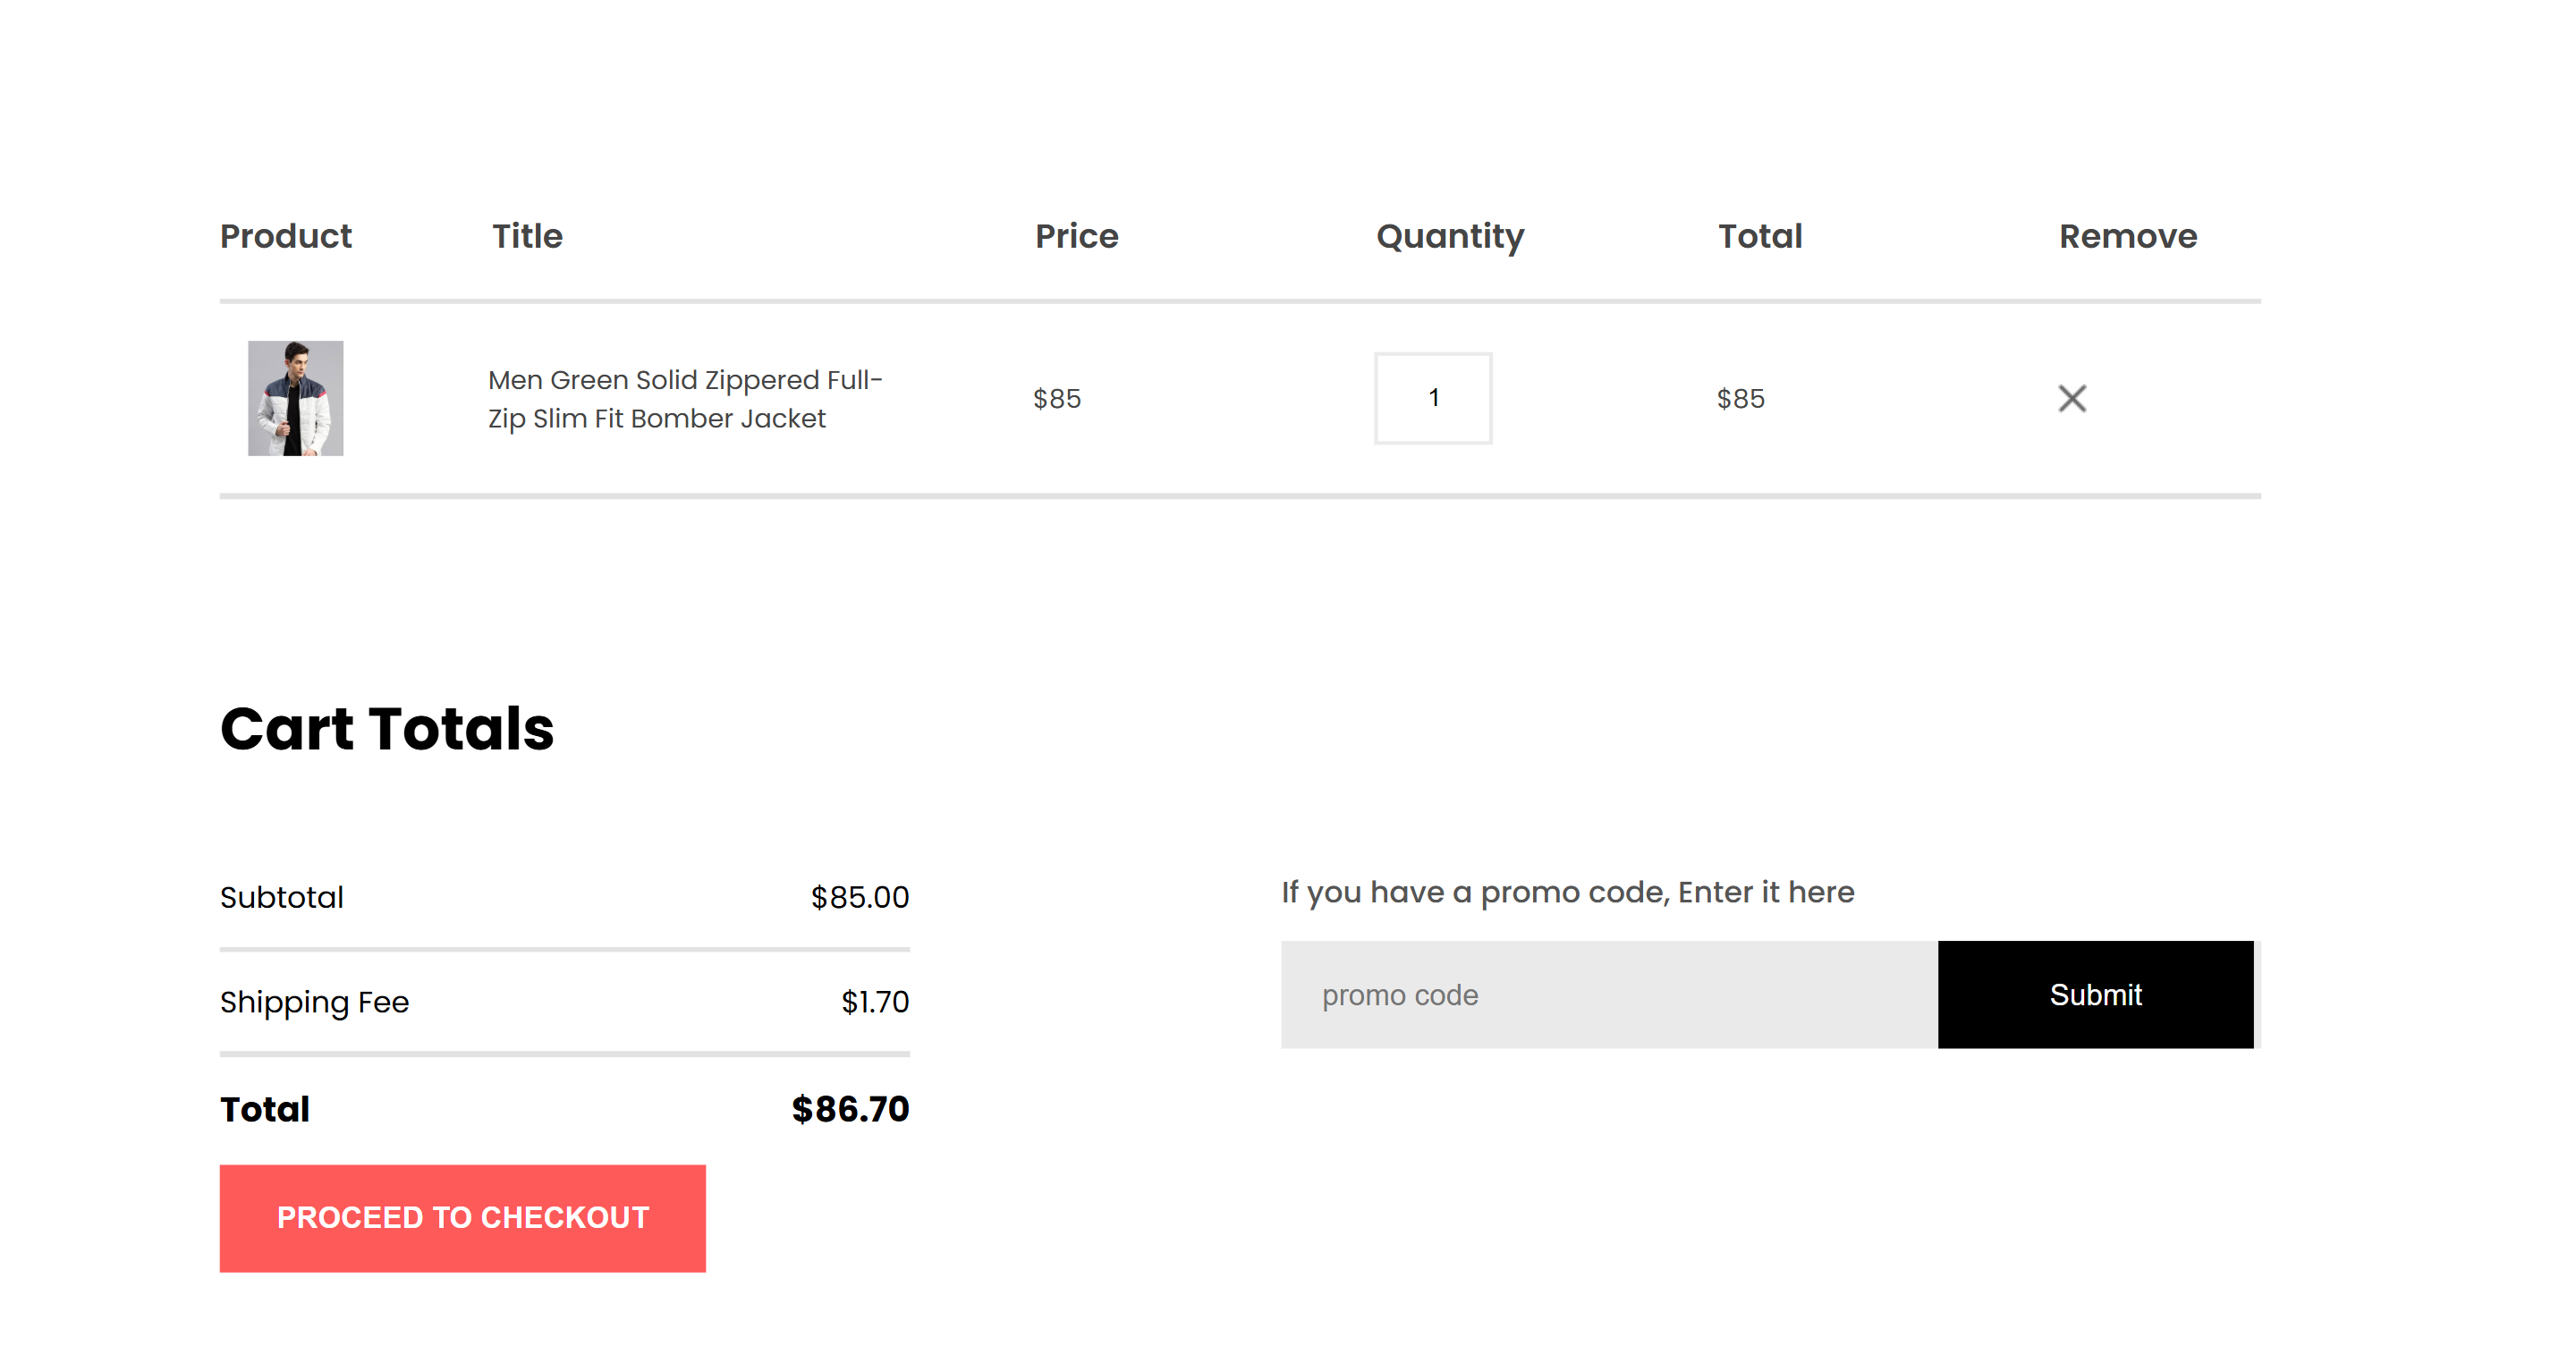 Product Title Price Quantity Total Remove
Men Green Solid Zippered Full-
Zip Slim Fit Bomber Jacket
$85 1 $85
Cart Totals
Subtotal $85.00
Shipping Fee $1.70
Total $86.70
PROCEED TO CHECKOUT
If you have a promo code, Enter it here
promo code Submit